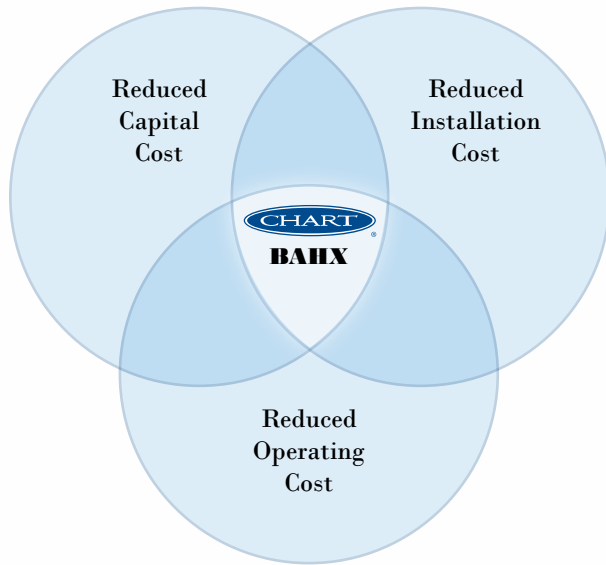 Reduced
Capital
Cost
Reduced
Installation
Cost
CHART®
BAHX
Reduced
Operating
Cost